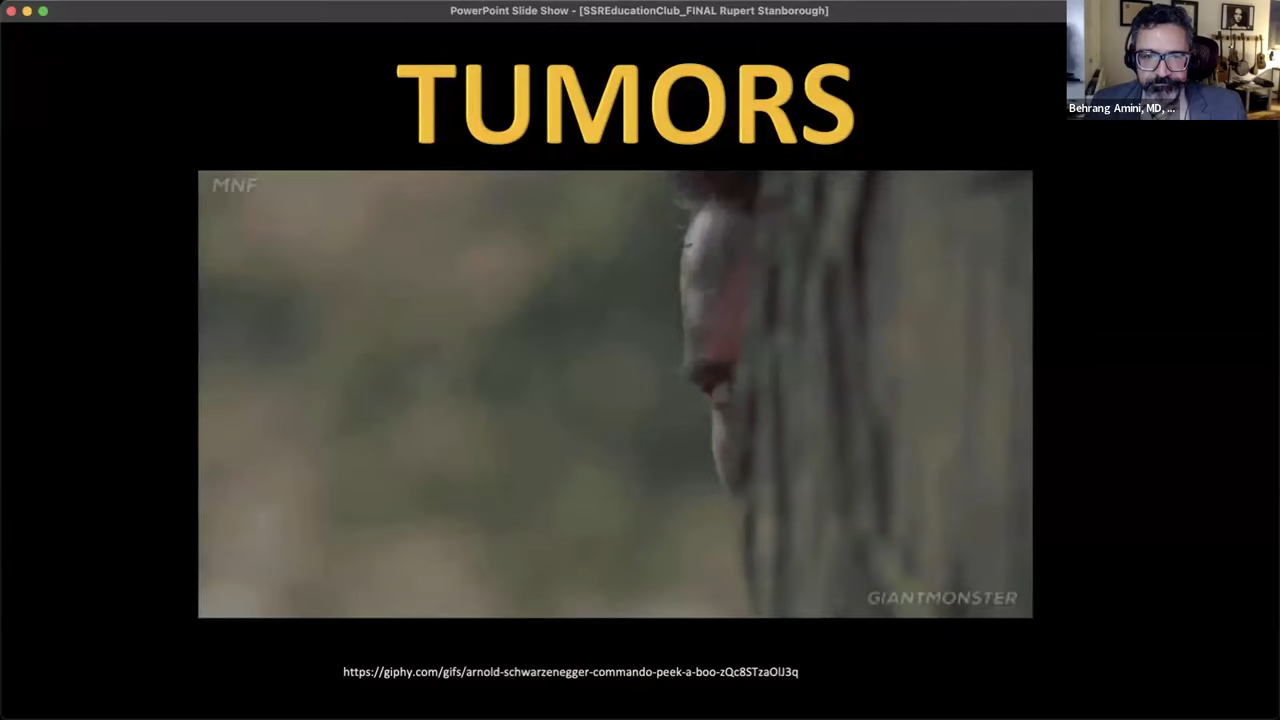 PowerPoint Slide Show - [SSREducationClub_FINAL Rupert Stanborough]
Behrang Amini, MD, ...
TUMORS
MNF
GIANTMONSTER
https://giphy.com/gifs/arnold-schwarzenegger-commando-peek-a-boo-zQc8STzaOlJ3q